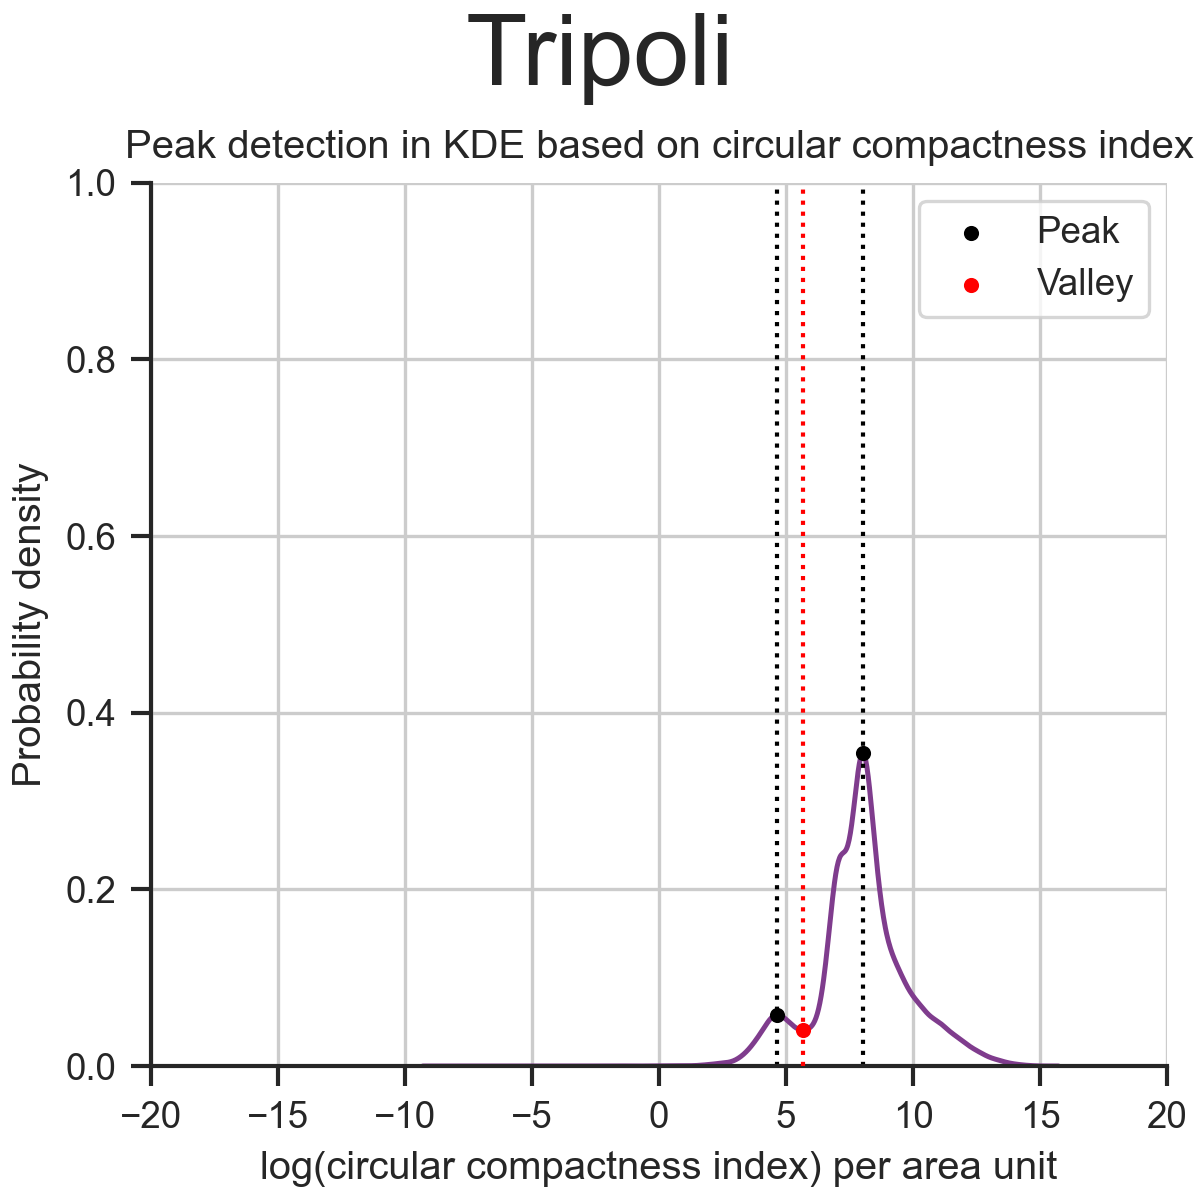 Tripoli
Peak detection in KDE based on circular compactness index
1.0
0.8
0.6
0.4
0.2
0.0
Probability density
Peak
Valley
−20 −15 −10 −5 0 5 10 15 20
log(circular compactness index) per area unit